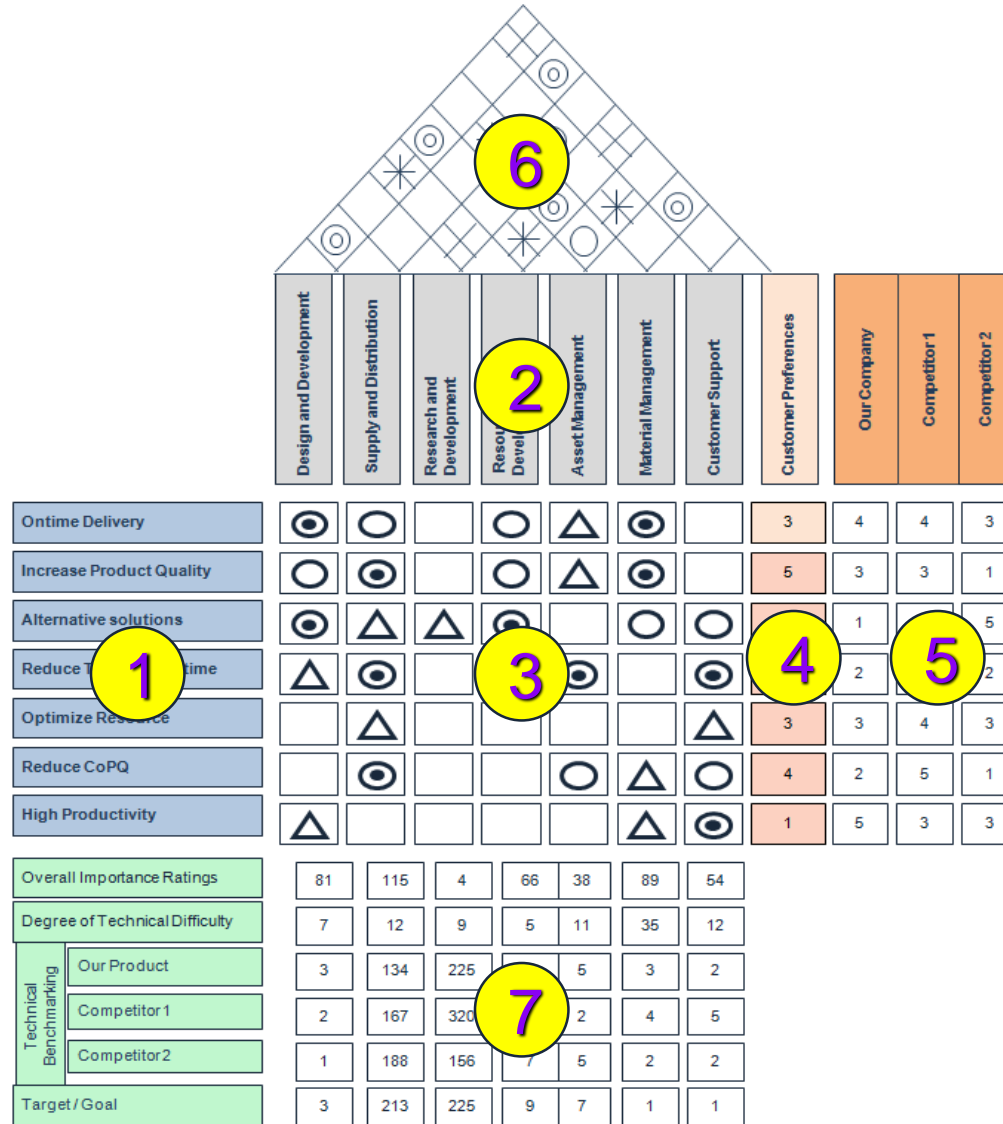 6
Design and Development
Supply and Distribution
Research and
Development
Resou
Devel
Asset Management
Material Management
Customer Support
Customer Preferences
Our Company
Competitor 1
Competitor 2
2
Ontime Delivery 3 4 4 3
Increase Product Quality 5 3 3 1
Alternative solutions 1 5
Reduce T time 2 2
1 3 4 5
Optimize Resource 3 3 4 3
Reduce CoPQ 4 2 5 1
High Productivity 1 5 3 3
Overall Importance Ratings 81 115 4 66 38 89 54
Degree of Technical Difficulty 7 12 9 5 11 35 12
Technical
Benchmarking
Our Product 3 134 225 5 3 2
Competitor1 2 167 320 2 4 5
7
Competitor2 1 188 156 7 5 2 2
Target / Goal 3 213 225 9 7 1 1